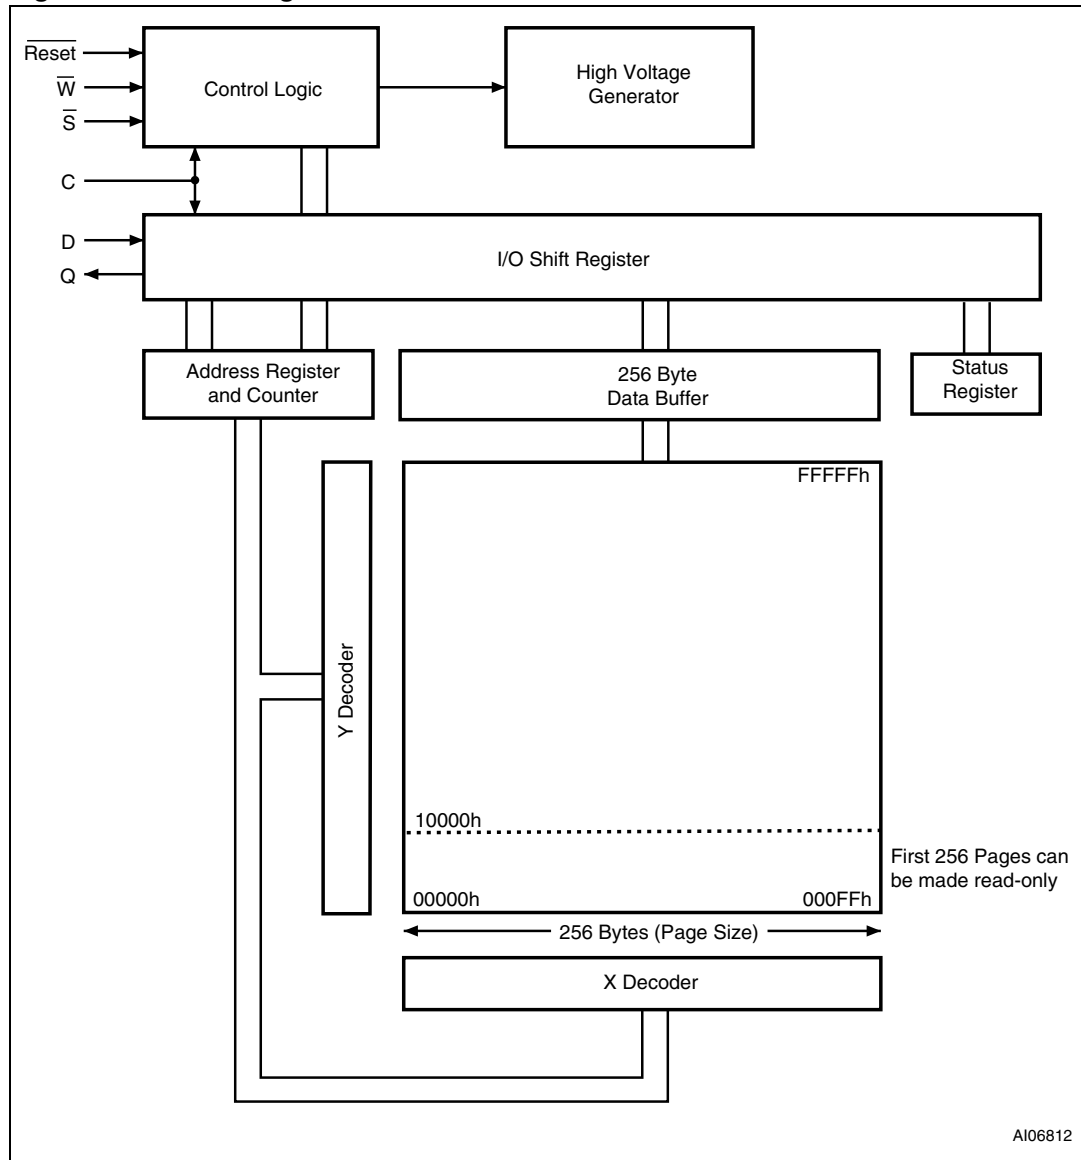 Reset
W
S
C
D
Q
Control Logic
High Voltage
Generator
I/O Shift Register
Address Register
and Counter
256 Byte
Data Buffer
Status
Register
FFFFFh
Y Decoder
10000h
First 256 Pages can
be made read-only
00000h
000FFh
256 Bytes (Page Size)
X Decoder
AI06812